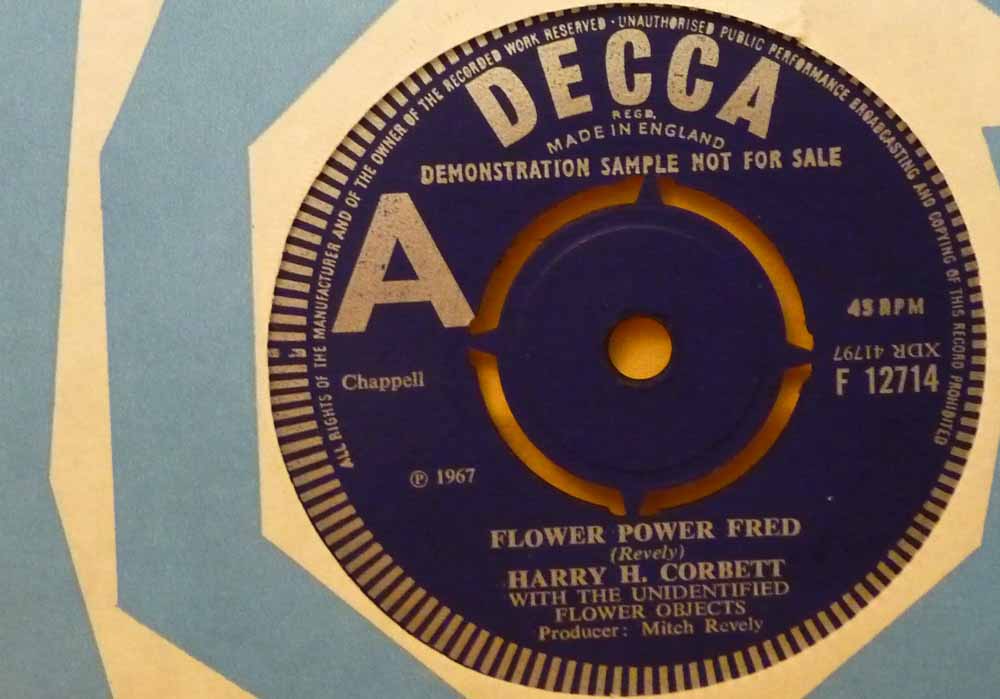 ALL RIGHTS OF THE MANUFACTURER AND OF THE OWNER OF THE RECORDED WORK RESERVED · UNAUTHORISED PUBLIC PERFORMANCE BROADCASTING AND COPYING OF THIS RECORD PROHIBITED
DECCA
REGD.
MADE IN ENGLAND
DEMONSTRATION SAMPLE NOT FOR SALE
A
45 RPM
XDR 41797
F 12714
Chappell
℗ 1967
FLOWER POWER FRED
(Revely)
HARRY H. CORBETT
WITH THE UNIDENTIFIED
FLOWER OBJECTS
Producer: Mitch Revely